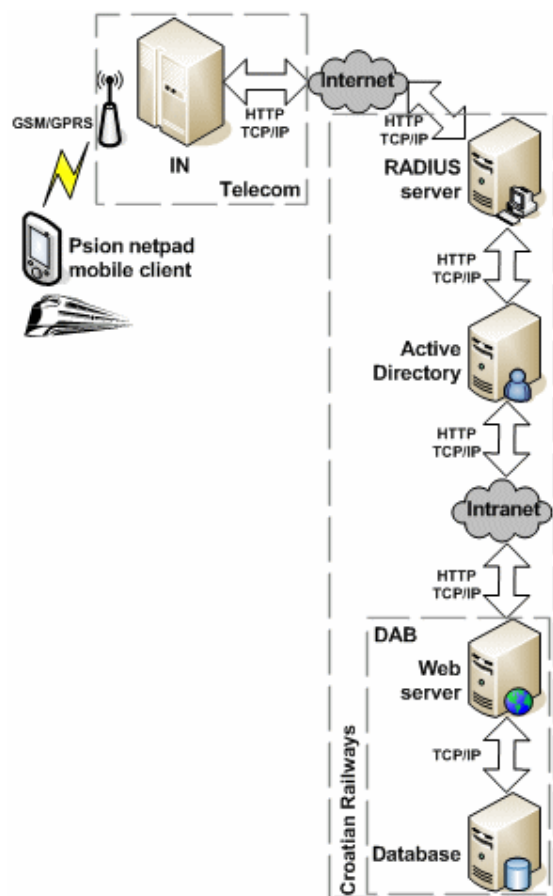 GSM/GPRS
IN
HTTP
TCP/IP
Telecom
Internet
HTTP
TCP/IP
RADIUS
server
Psion netpad
mobile client
HTTP
TCP/IP
Active
Directory
HTTP
TCP/IP
Intranet
HTTP
TCP/IP
DAB
Web
server
TCP/IP
Database
Croatian Railways